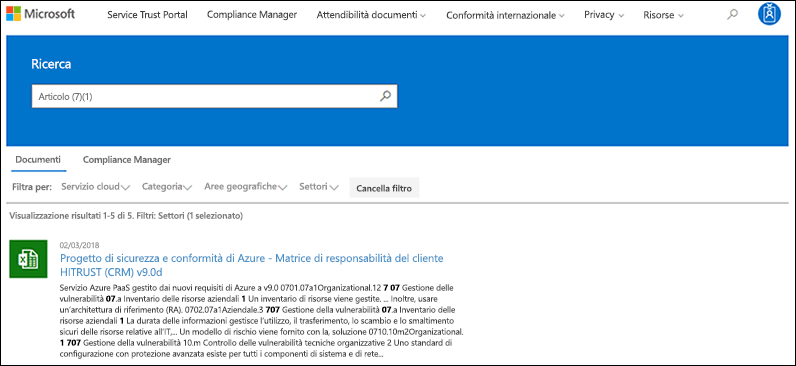 Microsoft Service Trust Portal Compliance Manager Attendibilità documenti Conformità internazionale Privacy Risorse
Ricerca
Articolo (7)(1)
Documenti Compliance Manager
Filtra per: Servizio cloud Categoria Aree geografiche Settori Cancella filtro
Visualizzazione risultati 1-5 di 5. Filtri: Settori (1 selezionato)
02/03/2018
Progetto di sicurezza e conformità di Azure - Matrice di responsabilità del cliente
HITRUST (CRM) v9.0d
Servizio Azure PaaS gestito dai nuovi requisiti di Azure a v9.0 0701.07a1Organizational.12 7 07 Gestione delle
vulnerabilità 07.a Inventario delle risorse aziendali 1 Un inventario di risorse viene gestite. ... Inoltre, usare
un'architettura di riferimento (RA). 0702.07a1Aziendale.3 707 Gestione della vulnerabilità 07.a Inventario delle
risorse aziendali 1 La durata delle informazioni gestisce l'utilizzo, il trasferimento, lo scambio e lo smaltimento
sicuri delle risorse relative all'IT,... Un modello di rischio viene fornito con la, soluzione 0710.10m2Organizational.
1 707 Gestione della vulnerabilità 10.m Controllo delle vulnerabilità tecniche organizzative 2 Uno standard di
configurazione con protezione avanzata esiste per tutti i componenti di sistema e di rete...